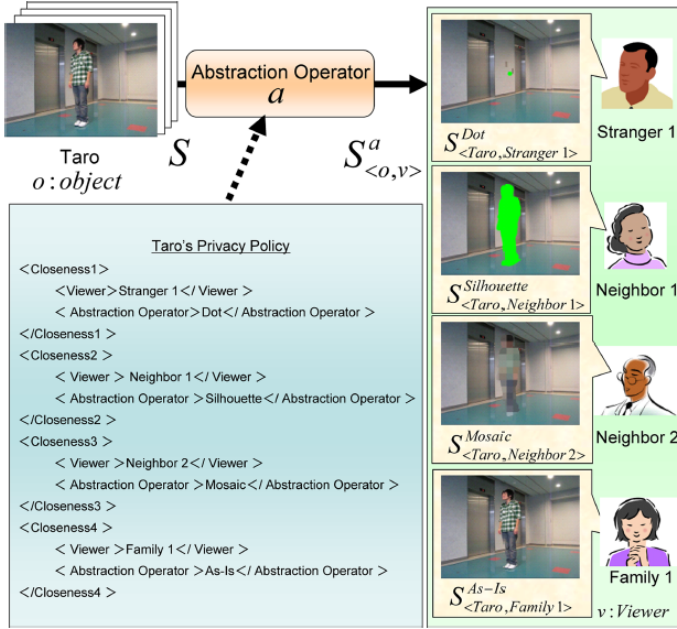 Abstraction Operator
a
Taro
o : object
S
S^a_<o,v>
Taro's Privacy Policy
<Closeness1>
<Viewer>Stranger 1</ Viewer >
< Abstraction Operator >Dot</ Abstraction Operator >
</Closeness1 >
<Closeness2>
< Viewer > Neighbor 1</ Viewer >
< Abstraction Operator >Silhouette</ Abstraction Operator >
</Closeness2 >
<Closeness3>
< Viewer >Neighbor 2</ Viewer >
< Abstraction Operator >Mosaic</ Abstraction Operator >
</Closeness3 >
<Closeness4>
< Viewer >Family 1</ Viewer >
< Abstraction Operator >As-Is</ Abstraction Operator >
</Closeness4 >
S^Dot_<Taro,Stranger 1>
Stranger 1
S^Silhouette_<Taro,Neighbor 1>
Neighbor 1
S^Mosaic_<Taro,Neighbor 2>
Neighbor 2
S^As-Is_<Taro,Family 1>
Family 1
v : Viewer